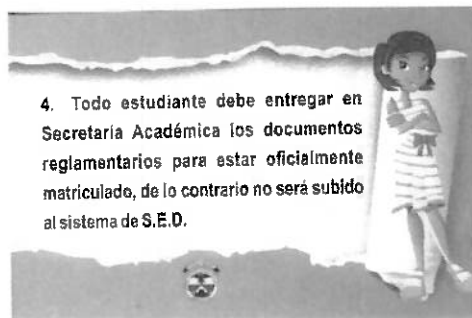 4. Todo estudiante debe entregar en
Secretaría Académica los documentos
reglamentarios para estar oficialmente
matriculado, de lo contrario no será subido
al sistema de S.E.D.